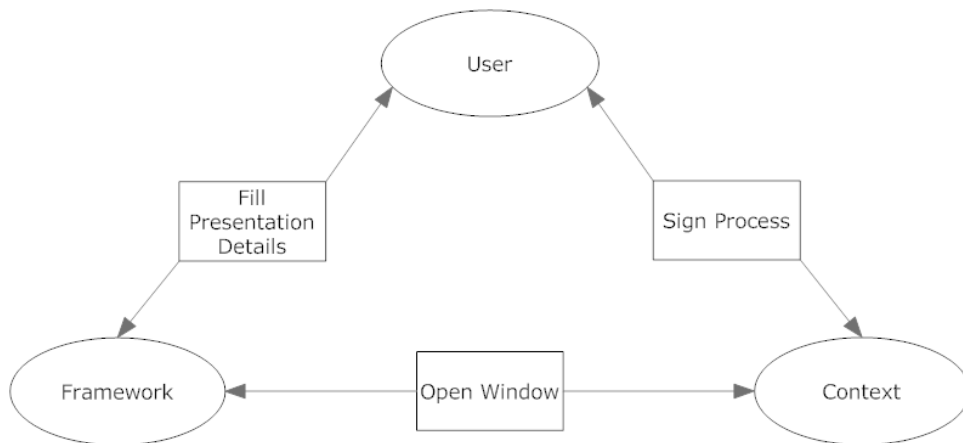 User
Fill
Presentation
Details
Sign Process
Framework
Open Window
Context